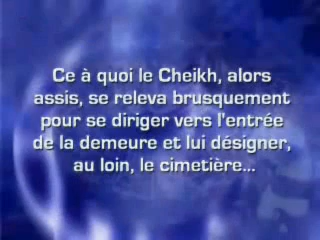 Ce à quoi le Cheikh, alors
assis, se releva brusquement
pour se diriger vers l'entrée
de la demeure et lui désigner,
au loin, le cimetière...